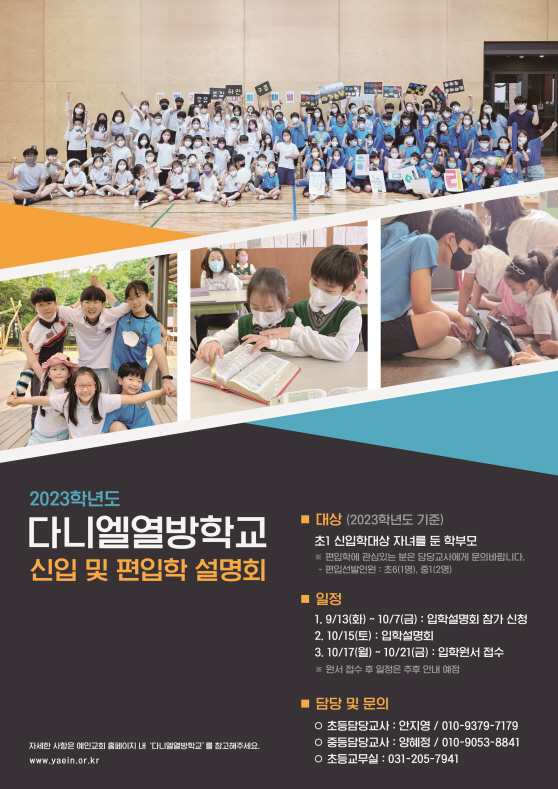 2023학년도
다니엘열방학교
신입 및 편입학 설명회
■ 대상 (2023학년도 기준)
초1 신입학대상 자녀를 둔 학부모
※ 편입학에 관심있는 분은 담당교사에게 문의바랍니다.
- 편입선발인원 : 초6(1명), 중1(2명)
■ 일정
1. 9/13(화) ~ 10/7(금) : 입학설명회 참가 신청
2. 10/15(토) : 입학설명회
3. 10/17(월) ~ 10/21(금) : 입학원서 접수
※ 원서 접수 후 일정은 추후 안내 예정
■ 담당 및 문의
○ 초등담당교사 : 안지영 / 010-9379-7179
○ 중등담당교사 : 양혜정 / 010-9053-8841
○ 초등교무실 : 031-205-7941
자세한 사항은 예인교회 홈페이지 내 '다니엘열방학교'를 참고해주세요.
www.yaein.or.kr